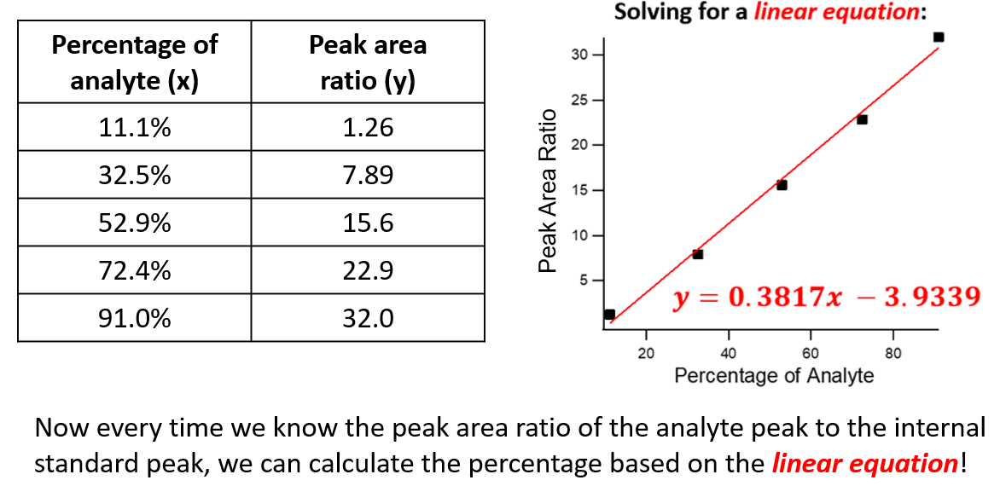 Percentage of
analyte (x)
Peak area
ratio (y)
11.1%
1.26
32.5%
7.89
52.9%
15.6
72.4%
22.9
91.0%
32.0
Solving for a linear equation:
Peak Area Ratio
30
25
20
15
10
5
y = 0.3817x − 3.9339
20
40
60
80
Percentage of Analyte
Now every time we know the peak area ratio of the analyte peak to the internal
standard peak, we can calculate the percentage based on the linear equation!